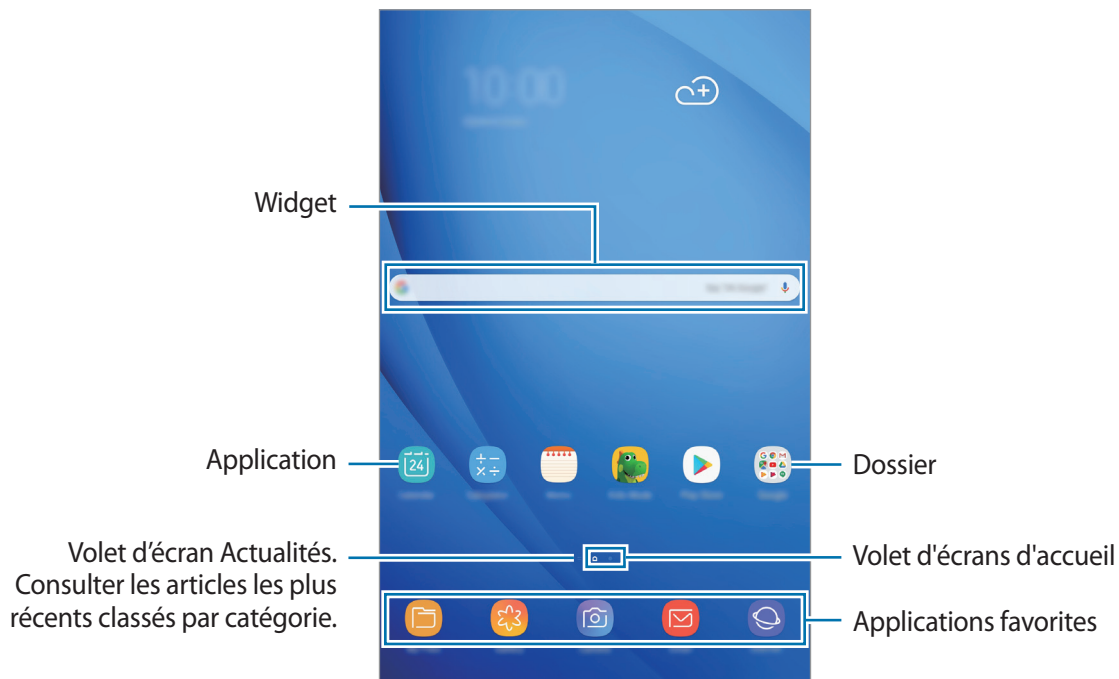 10:00
Widget
Application
24
Dossier
Volet d’écran Actualités.
Consulter les articles les plus
récents classés par catégorie.
Volet d'écrans d'accueil
Applications favorites